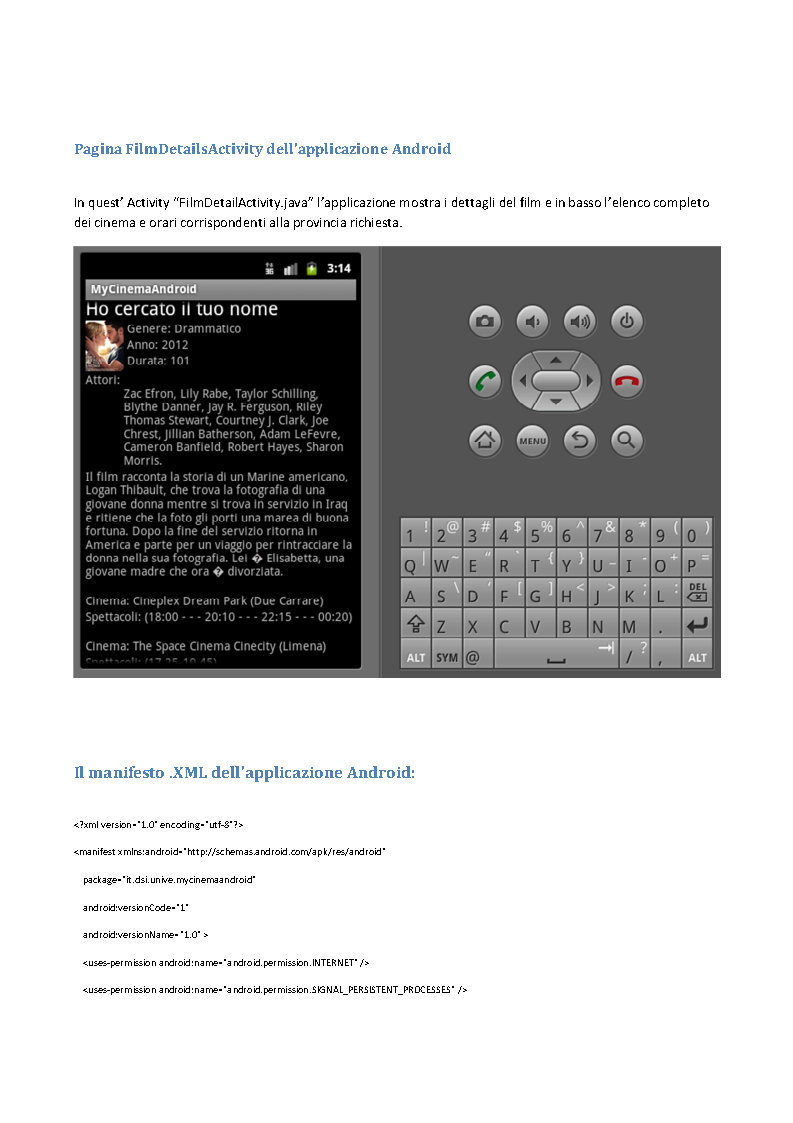 Pagina FilmDetailsActivity dell'applicazione Android
In quest' Activity "FilmDetailActivity.java" l'applicazione mostra i dettagli del film e in basso l'elenco completo
dei cinema e orari corrispondenti alla provincia richiesta.
3G 3:14
MyCinemaAndroid
Ho cercato il tuo nome
Genere: Drammatico
Anno: 2012
Durata: 101
Attori:
Zac Efron, Lily Rabe, Taylor Schilling,
Blythe Danner, Jay R. Ferguson, Riley
Thomas Stewart, Courtney J. Clark, Joe
Chrest, Jillian Batherson, Adam LeFevre,
Cameron Banfield, Robert Hayes, Sharon
Morris.
Il film racconta la storia di un Marine americano,
Logan Thibault, che trova la fotografia di una
giovane donna mentre si trova in servizio in Iraq
e ritiene che la foto gli porti una marea di buona
fortuna. Dopo la fine del servizio ritorna in
America e parte per un viaggio per rintracciare la
donna nella sua fotografia. Lei � Elisabetta, una
giovane madre che ora � divorziata.
Cinema: Cineplex Dream Park (Due Carrare)
Spettacoli: (18:00 - - - 20:10 - - - 22:15 - - - 00:20)
Cinema: The Space Cinema Cinecity (Limena)
Spettacoli: (17.25-19.45)
MENU
1 ! 2 @ 3 # 4 $ 5 % 6 ^ 7 & 8 * 9 ( 0 )
Q | W ~ E " R ` T { Y } U _ I - O + P =
A S \ D ' F [ G ] H < J > K ; L : DEL
Z X C V B N M .
ALT SYM @ / ? , ALT
Il manifesto .XML dell'applicazione Android:
<?xml version="1.0" encoding="utf-8"?>
<manifest xmlns:android="http://schemas.android.com/apk/res/android"
package="it.dsi.unive.mycinemaandroid"
android:versionCode="1"
android:versionName="1.0" >
<uses-permission android:name="android.permission.INTERNET" />
<uses-permission android:name="android.permission.SIGNAL_PERSISTENT_PROCESSES" />